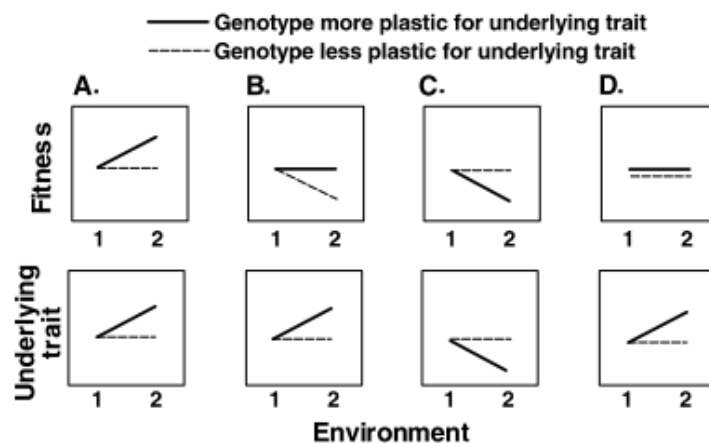 Genotype more plastic for underlying trait
Genotype less plastic for underlying trait
A. B. C. D.
Fitness
1 2 1 2 1 2 1 2
Underlying
trait
1 2 1 2 1 2 1 2
Environment